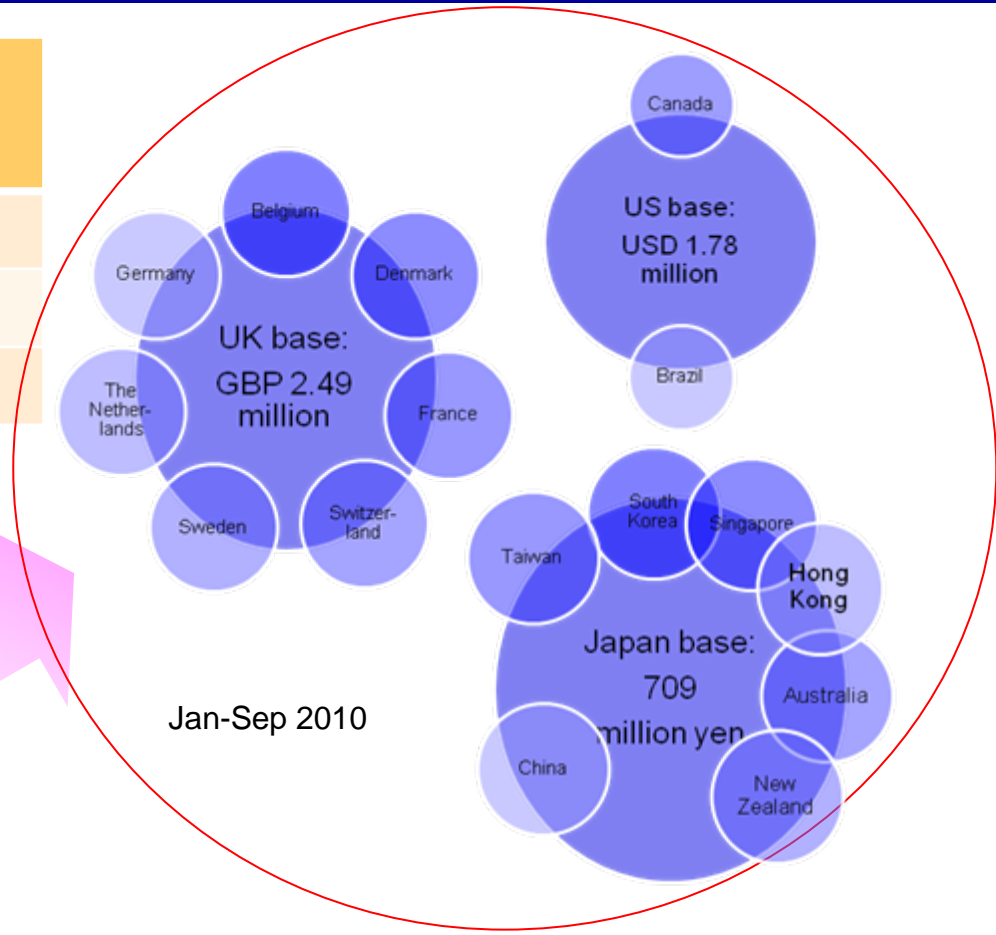 Canada
US base:
USD 1.78
million
Brazil
Belgium
Germany
Denmark
UK base:
GBP 2.49
million
The
Nether-
lands
France
Sweden
Switzer-
land
South
Korea
Singapore
Taiwan
Hong
Kong
Japan base:
709
million yen
Australia
China
New
Zealand
Jan-Sep 2010